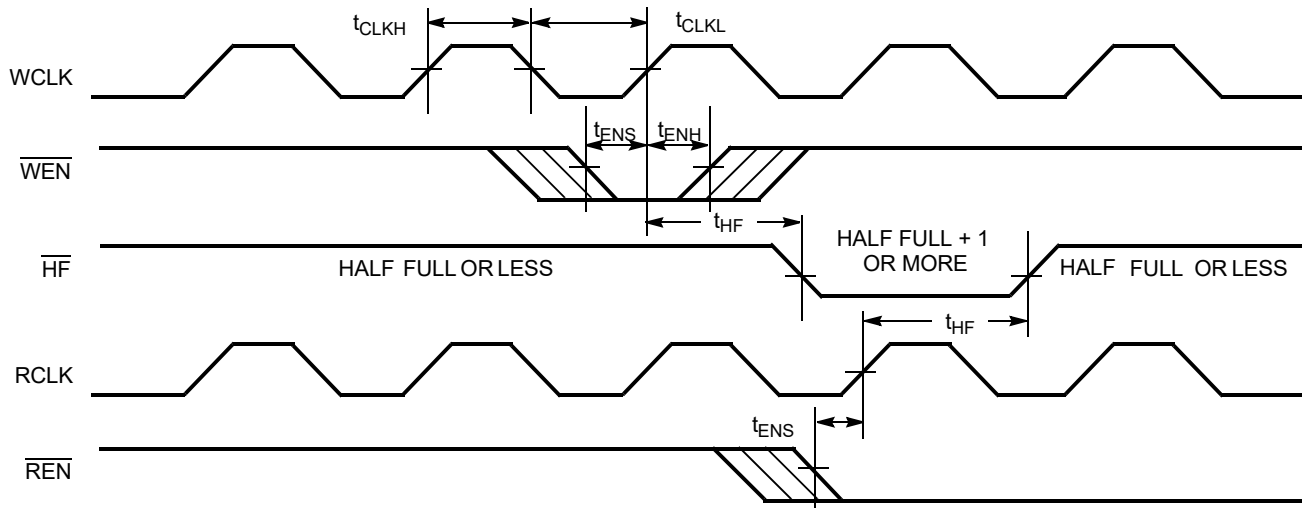 tCLKH tCLKL
WCLK
tENS tENH
WEN
tHF
HF
HALF FULL OR LESS
HALF FULL + 1
OR MORE
HALF FULL OR LESS
tHF
RCLK
tENS
REN